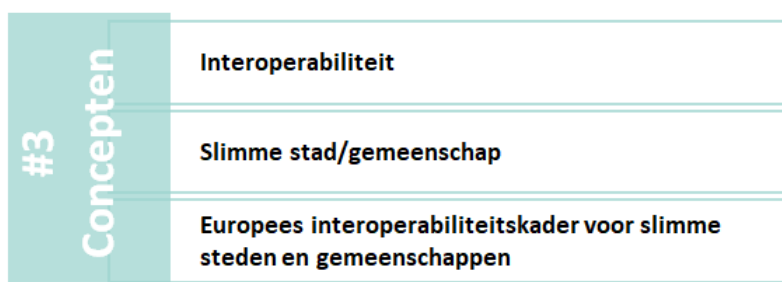 #3
Concepten
Interoperabiliteit
Slimme stad/gemeenschap
Europees interoperabiliteitskader voor slimme
steden en gemeenschappen